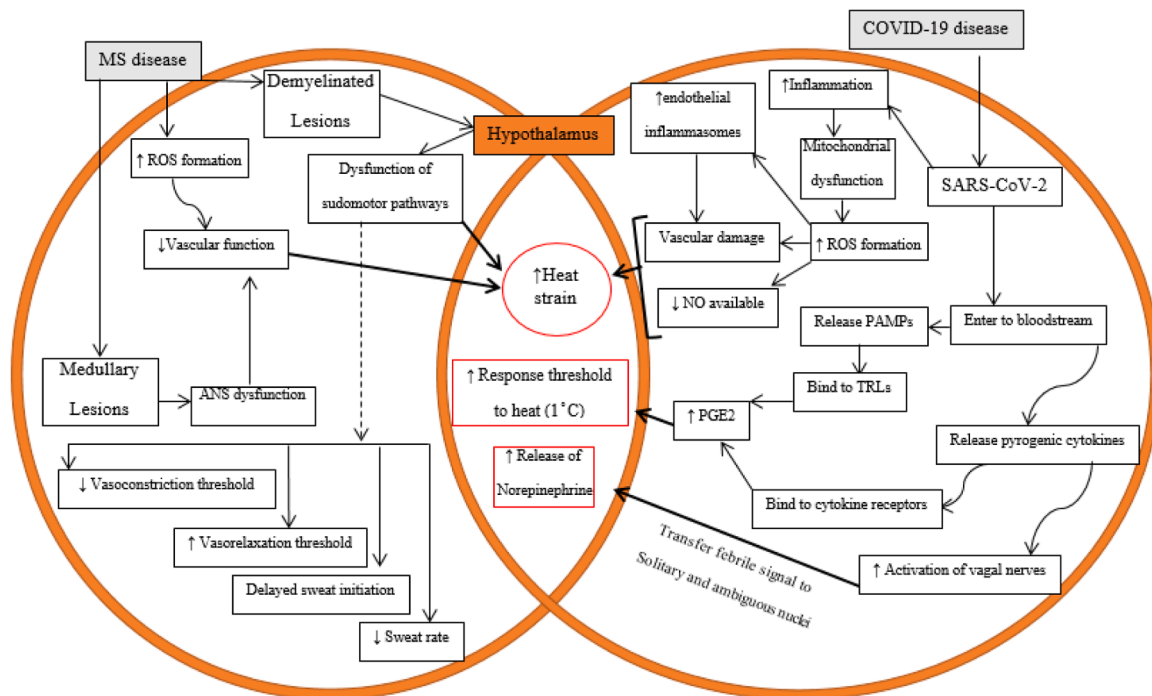 MS disease
Demyelinated
Lesions
↑ ROS formation
Hypothalamus
Dysfunction of
sudomotor pathways
↓Vascular function
Medullary
Lesions
ANS dysfunction
↓ Vasoconstriction threshold
↑ Vasorelaxation threshold
Delayed sweat initiation
↓ Sweat rate
↑Heat
strain
↑ Response threshold
to heat (1˚C)
↑ Release of
Norepinephrine
COVID-19 disease
↑endothelial
inflammasomes
↑Inflammation
Mitochondrial
dysfunction
SARS-CoV-2
Vascular damage
↑ ROS formation
↓ NO available
Release PAMPs
Enter to bloodstream
Bind to TRLs
↑ PGE2
Release pyrogenic cytokines
Bind to cytokine receptors
Transfer febrile signal to
Solitary and ambiguous nuclei
↑ Activation of vagal nerves